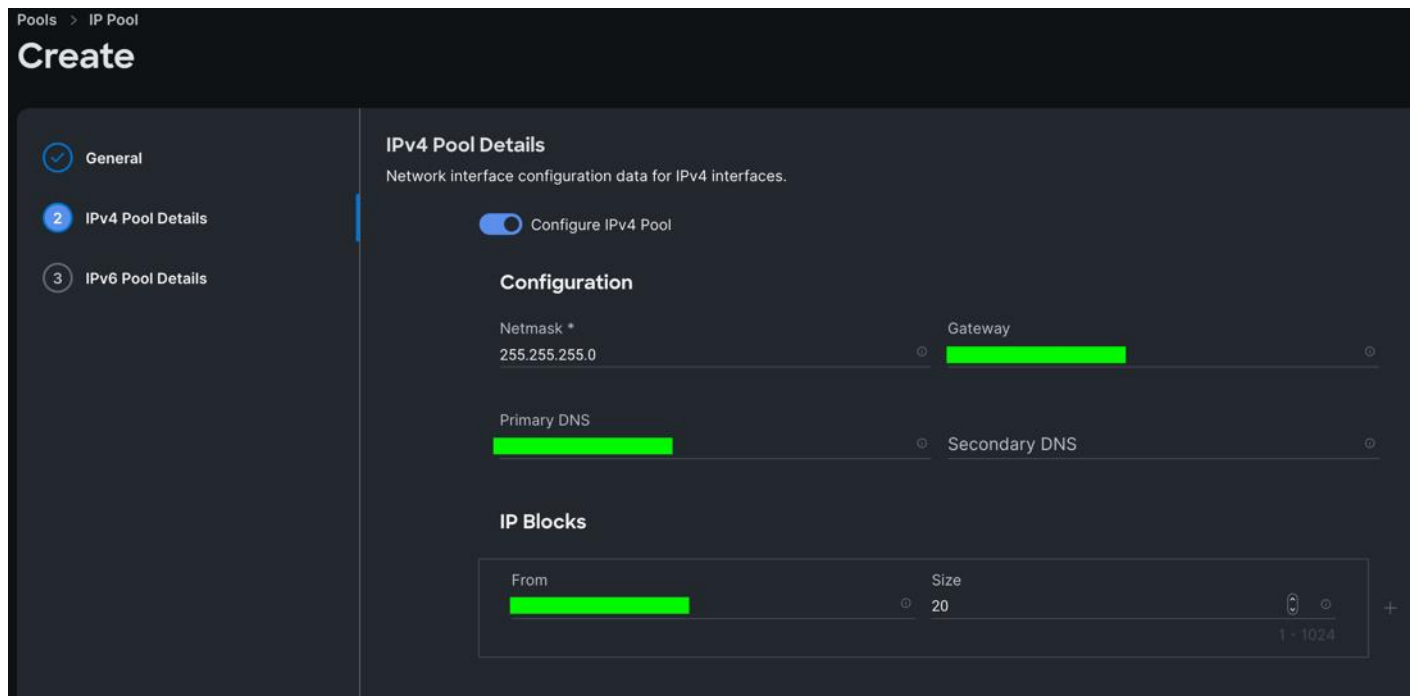 Pools > IP Pool
Create
General
2 IPv4 Pool Details
3 IPv6 Pool Details
IPv4 Pool Details
Network interface configuration data for IPv4 interfaces.
Configure IPv4 Pool
Configuration
Netmask * Gateway
255.255.255.0
Primary DNS
Secondary DNS
IP Blocks
From Size
20
1 - 1024